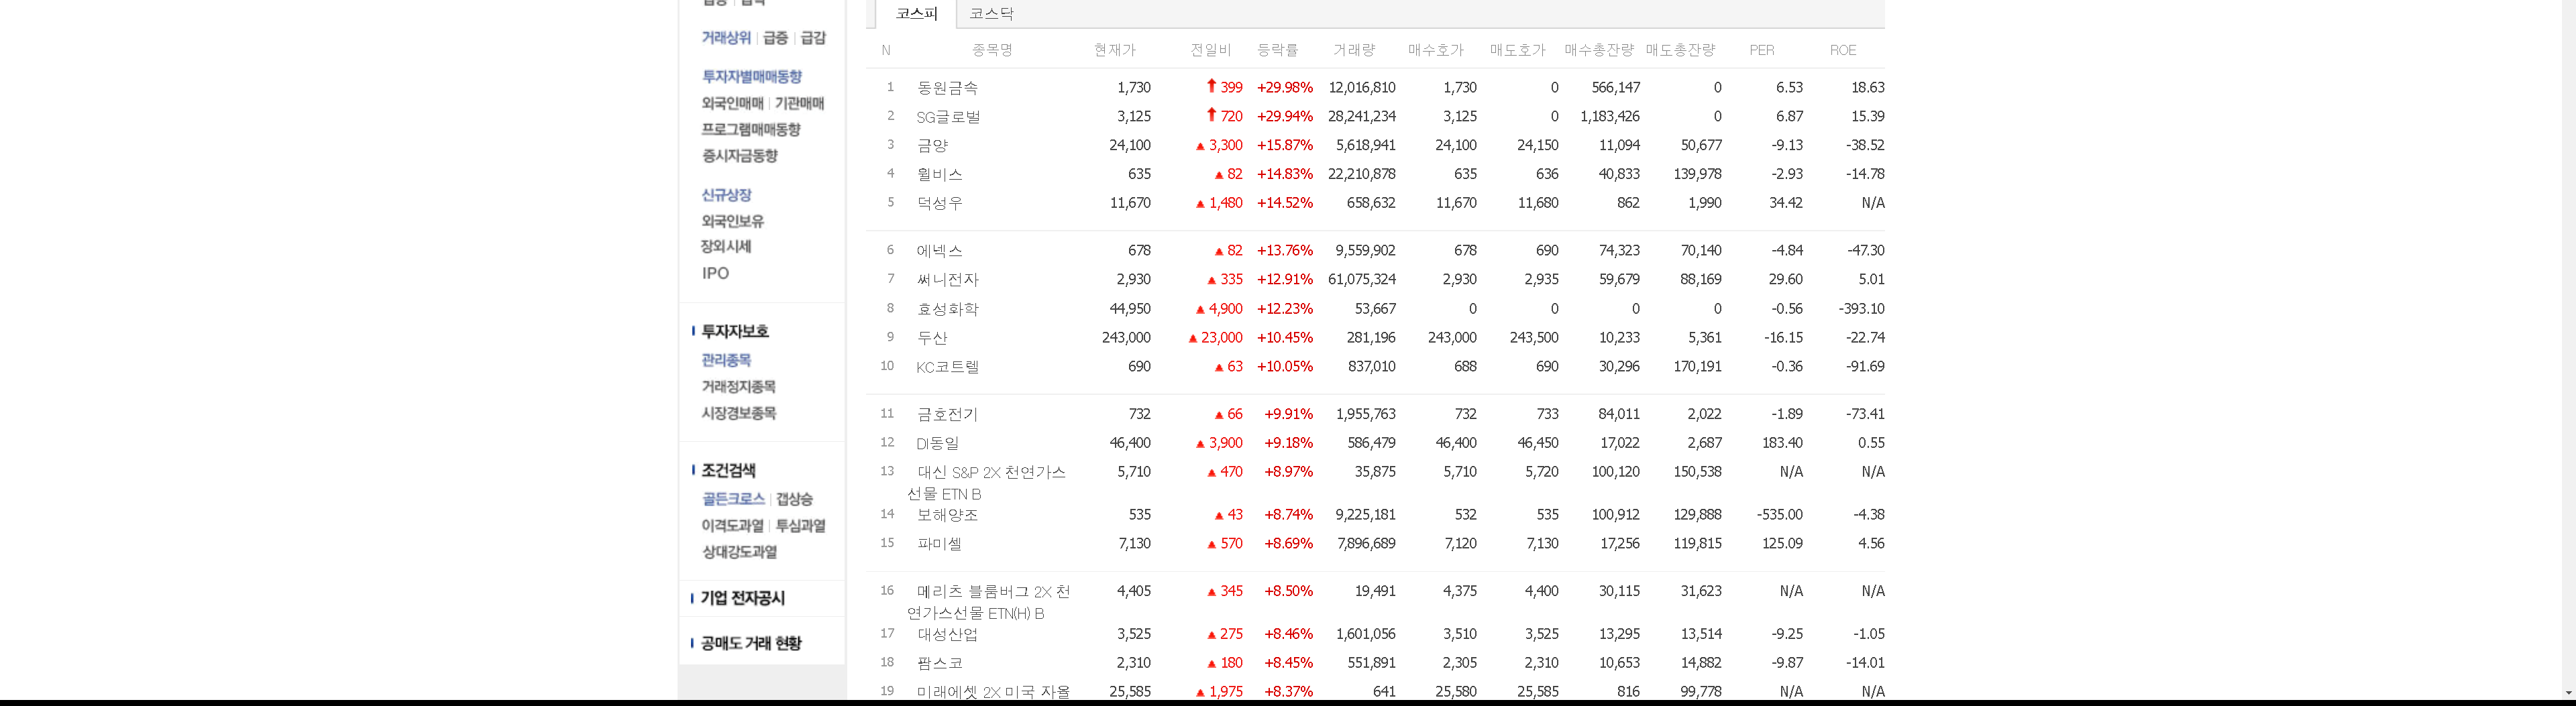 코스피 코스닥
거래상위 | 급증 | 급감
투자자별매매동향
외국인매매 | 기관매매
프로그램매매동향
증시자금동향
신규상장
외국인보유
장외시세
IPO
투자자보호
관리종목
거래정지종목
시장경보종목
조건검색
골든크로스 | 갭상승
이격도과열 | 투심과열
상대강도과열
기업 전자공시
공매도 거래 현황
N 종목명 현재가 전일비 등락률 거래량 매수호가 매도호가 매수총잔량 매도총잔량 PER ROE
1 동원금속 1,730 399 +29.98% 12,016,810 1,730 0 566,147 0 6.53 18.63
2 SG글로벌 3,125 720 +29.94% 28,241,234 3,125 0 1,183,426 0 6.87 15.39
3 금양 24,100 ▲ 3,300 +15.87% 5,618,941 24,100 24,150 11,094 50,677 -9.13 -38.52
4 윌비스 635 ▲ 82 +14.83% 22,210,878 635 636 40,833 139,978 -2.93 -14.78
5 덕성우 11,670 ▲ 1,480 +14.52% 658,632 11,670 11,680 862 1,990 34.42 N/A
6 에넥스 678 ▲ 82 +13.76% 9,559,902 678 690 74,323 70,140 -4.84 -47.30
7 써니전자 2,930 ▲ 335 +12.91% 61,075,324 2,930 2,935 59,679 88,169 29.60 5.01
8 효성화학 44,950 ▲ 4,900 +12.23% 53,667 0 0 0 0 -0.56 -393.10
9 두산 243,000 ▲ 23,000 +10.45% 281,196 243,000 243,500 10,233 5,361 -16.15 -22.74
10 KC코트렐 690 ▲ 63 +10.05% 837,010 688 690 30,296 170,191 -0.36 -91.69
11 금호전기 732 ▲ 66 +9.91% 1,955,763 732 733 84,011 2,022 -1.89 -73.41
12 DI동일 46,400 ▲ 3,900 +9.18% 586,479 46,400 46,450 17,022 2,687 183.40 0.55
13 대신 S&P 2X 천연가스 5,710 ▲ 470 +8.97% 35,875 5,710 5,720 100,120 150,538 N/A N/A
선물 ETN B
14 보해양조 535 ▲ 43 +8.74% 9,225,181 532 535 100,912 129,888 -535.00 -4.38
15 파미셀 7,130 ▲ 570 +8.69% 7,896,689 7,120 7,130 17,256 119,815 125.09 4.56
16 메리츠 블룸버그 2X 천 4,405 ▲ 345 +8.50% 19,491 4,375 4,400 30,115 31,623 N/A N/A
연가스선물 ETN(H) B
17 대성산업 3,525 ▲ 275 +8.46% 1,601,056 3,510 3,525 13,295 13,514 -9.25 -1.05
18 팜스코 2,310 ▲ 180 +8.45% 551,891 2,305 2,310 10,653 14,882 -9.87 -14.01
19 미래에셋 2X 미국 자율 25,585 ▲ 1,975 +8.37% 641 25,580 25,585 816 99,778 N/A N/A